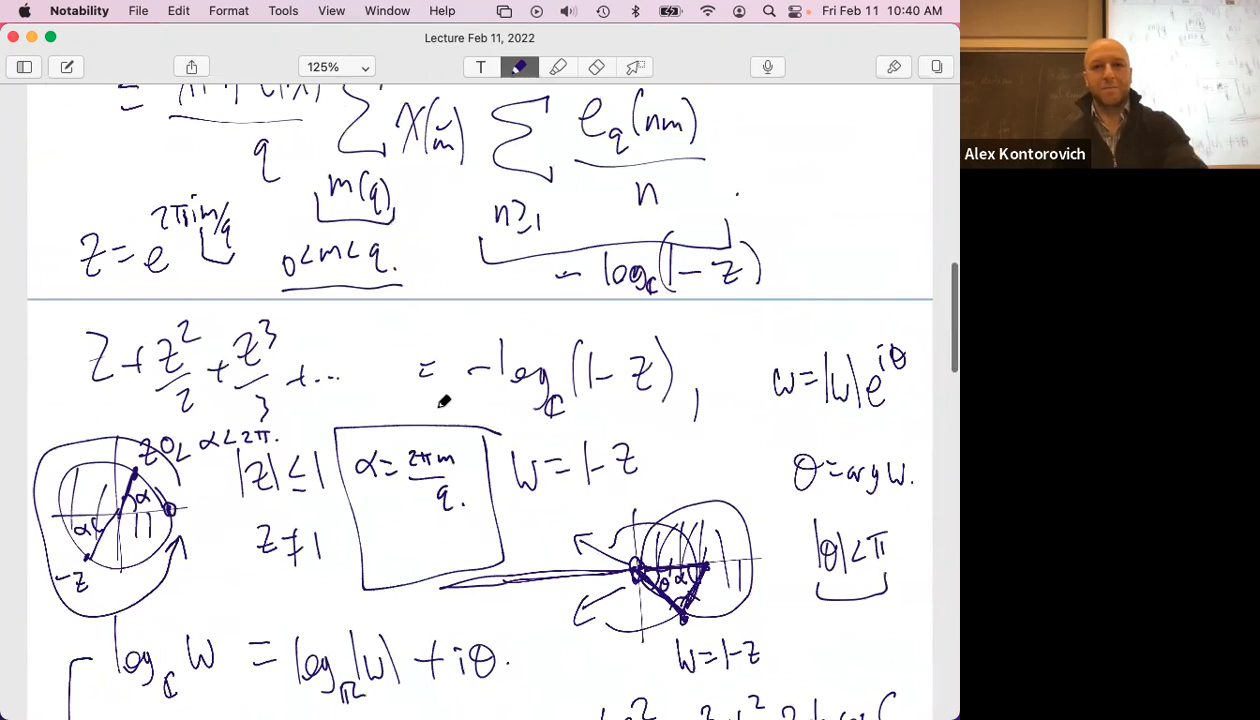 Notability File Edit Format Tools View Window Help Fri Feb 11 10:40 AM
Lecture Feb 11, 2022
125% T
Alex Kontorovich
= / q Σ χ(m̄) Σ e_q(nm) / n
m(q) n≥1
z = e^{2πim/q} 0<m<q. - log_ℂ(1-z)
z + z²/2 + z³/3 + ... = -log_ℂ(1-z), w=|w|e^{iθ}
z 0<α<2π. |z|≤1 α = 2πm/q. w=1-z θ=arg w.
α α -z z≠1 θ α |θ|<π
w=1-z
log_ℂ w = log_ℝ|w| + iθ.